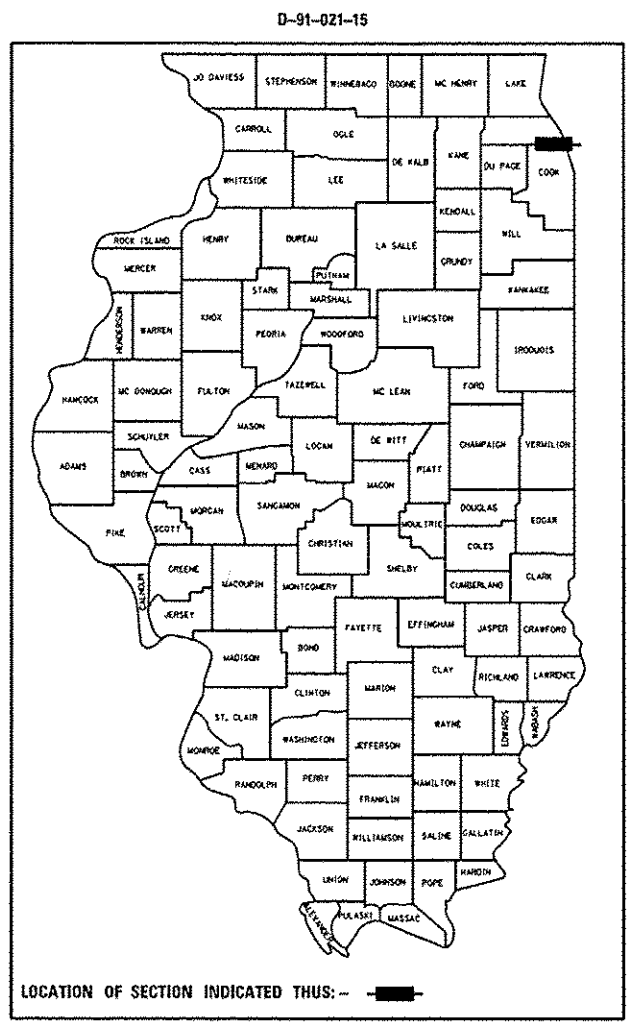 D-91-021-15
JO DAVIESS STEPHENSON WINNEBAGO BOONE MC HENRY LAKE
CARROLL OGLE
DE KALB KANE DU PAGE COOK
WHITESIDE LEE
KENDALL
ROCK ISLAND HENRY BUREAU LA SALLE WILL
MERCER PUTNAM GRUNDY
STARK MARSHALL KANKAKEE
HENDERSON WARREN KNOX PEORIA WOODFORD LIVINGSTON
IROQUOIS
HANCOCK MC DONOUGH FULTON TAZEWELL MC LEAN FORD
MASON
SCHUYLER LOGAN DE WITT CHAMPAIGN VERMILION
ADAMS BROWN CASS MENARD MACON PIATT
PIKE SCOTT MORGAN SANGAMON MOULTRIE DOUGLAS EDGAR
CHRISTIAN COLES
CALHOUN GREENE MACOUPIN MONTGOMERY SHELBY CUMBERLAND CLARK
JERSEY
FAYETTE EFFINGHAM JASPER CRAWFORD
MADISON BOND
CLAY RICHLAND LAWRENCE
CLINTON MARION
ST. CLAIR WAYNE EDWARDS WABASH
MONROE WASHINGTON JEFFERSON
RANDOLPH PERRY HAMILTON WHITE
FRANKLIN
JACKSON WILLIAMSON SALINE GALLATIN
UNION JOHNSON POPE HARDIN
ALEXANDER PULASKI MASSAC
LOCATION OF SECTION INDICATED THUS: -